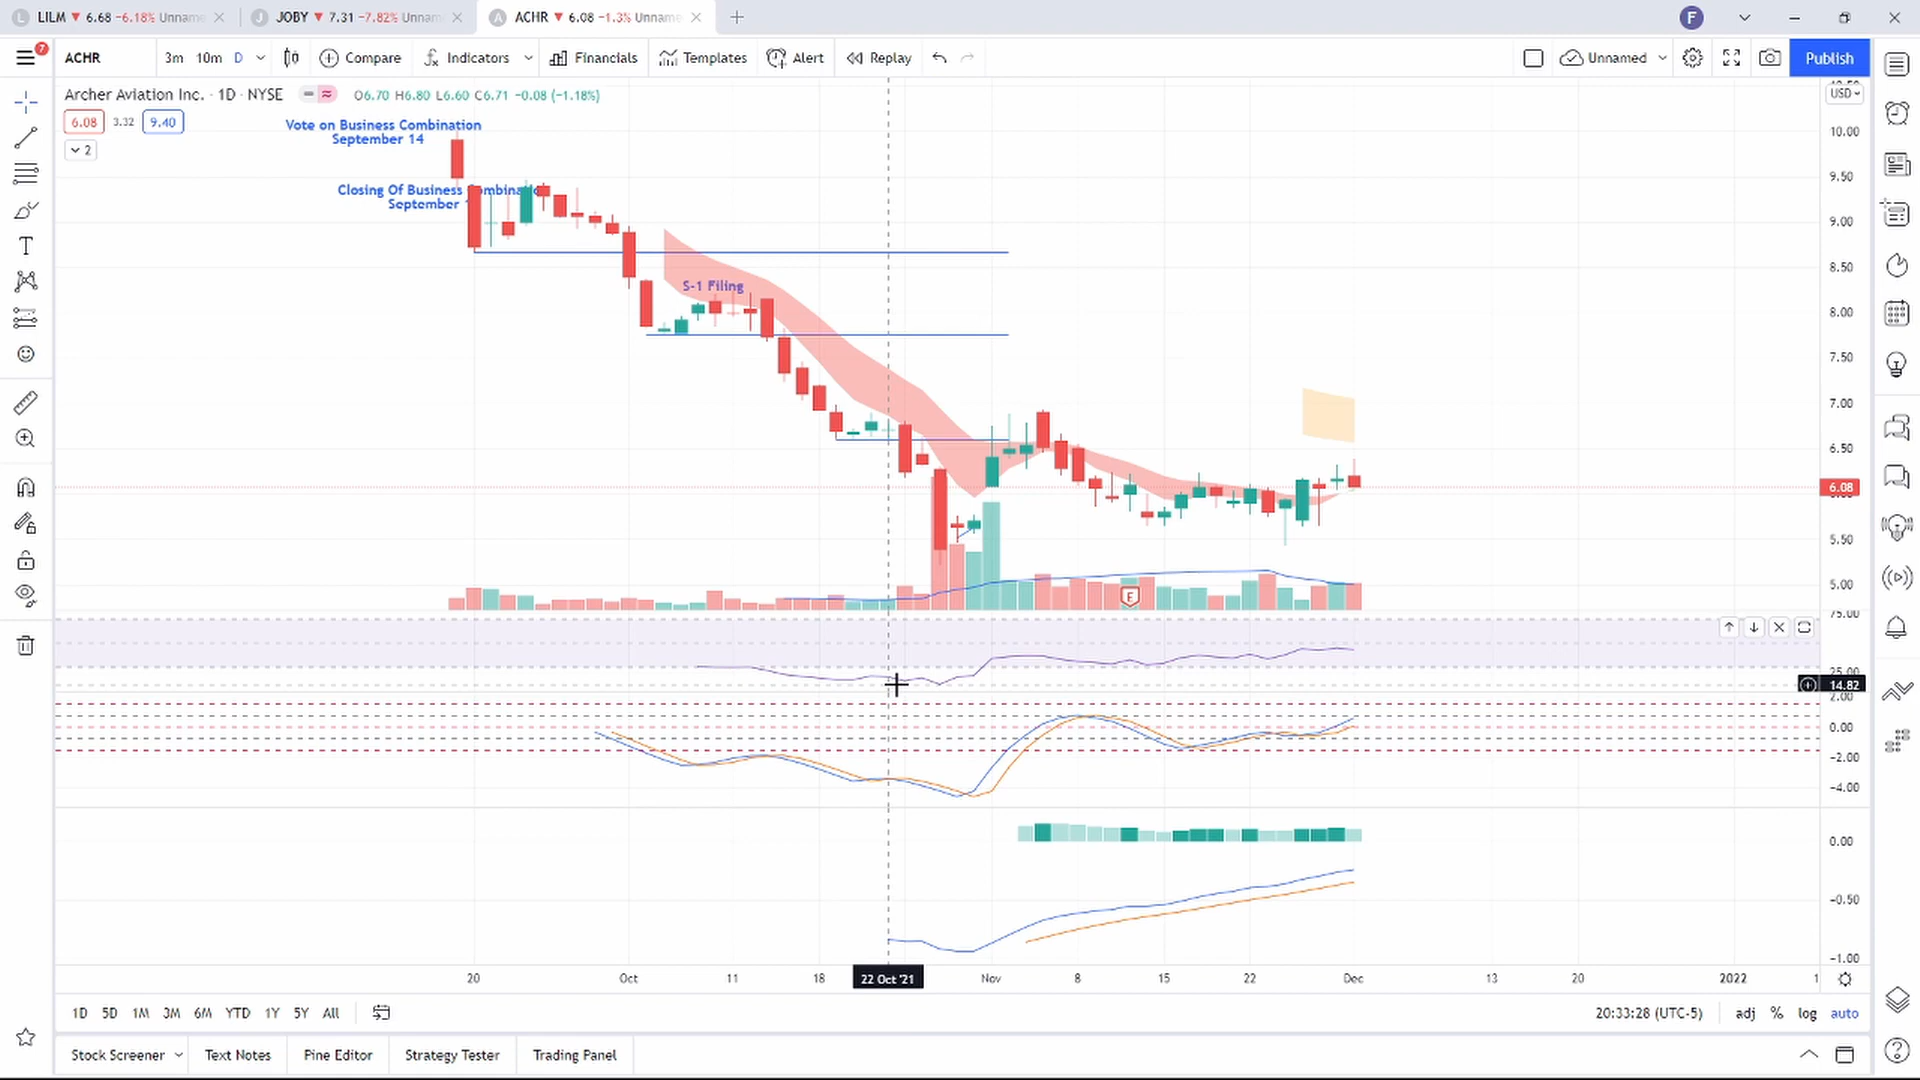 L LILM ▼ 6.68 −6.18% Unname
J JOBY ▼ 7.31 −7.82% Unnam
A ACHR ▼ 6.08 −1.3% Unname
F
7
ACHR 3m 10m D Compare Indicators Financials Templates Alert Replay Unnamed Publish
Archer Aviation Inc. · 1D · NYSE O6.70 H6.80 L6.60 C6.71 −0.08 (−1.18%)
USD
6.08 3.32 9.40
2
Vote on Business Combination
September 14
Closing Of Business
September
S-1 Filing
10.00
9.50
9.00
8.50
8.00
7.50
7.00
6.50
6.08
5.50
5.00
E
75.00
25.00
14.82
2.00
0.00
−2.00
−4.00
0.00
−0.50
−1.00
20 Oct 11 18 22 Oct '21 Nov 8 15 22 Dec 13 20 2022 1
1D 5D 1M 3M 6M YTD 1Y 5Y All 20:33:28 (UTC-5) adj % log auto
Stock Screener Text Notes Pine Editor Strategy Tester Trading Panel